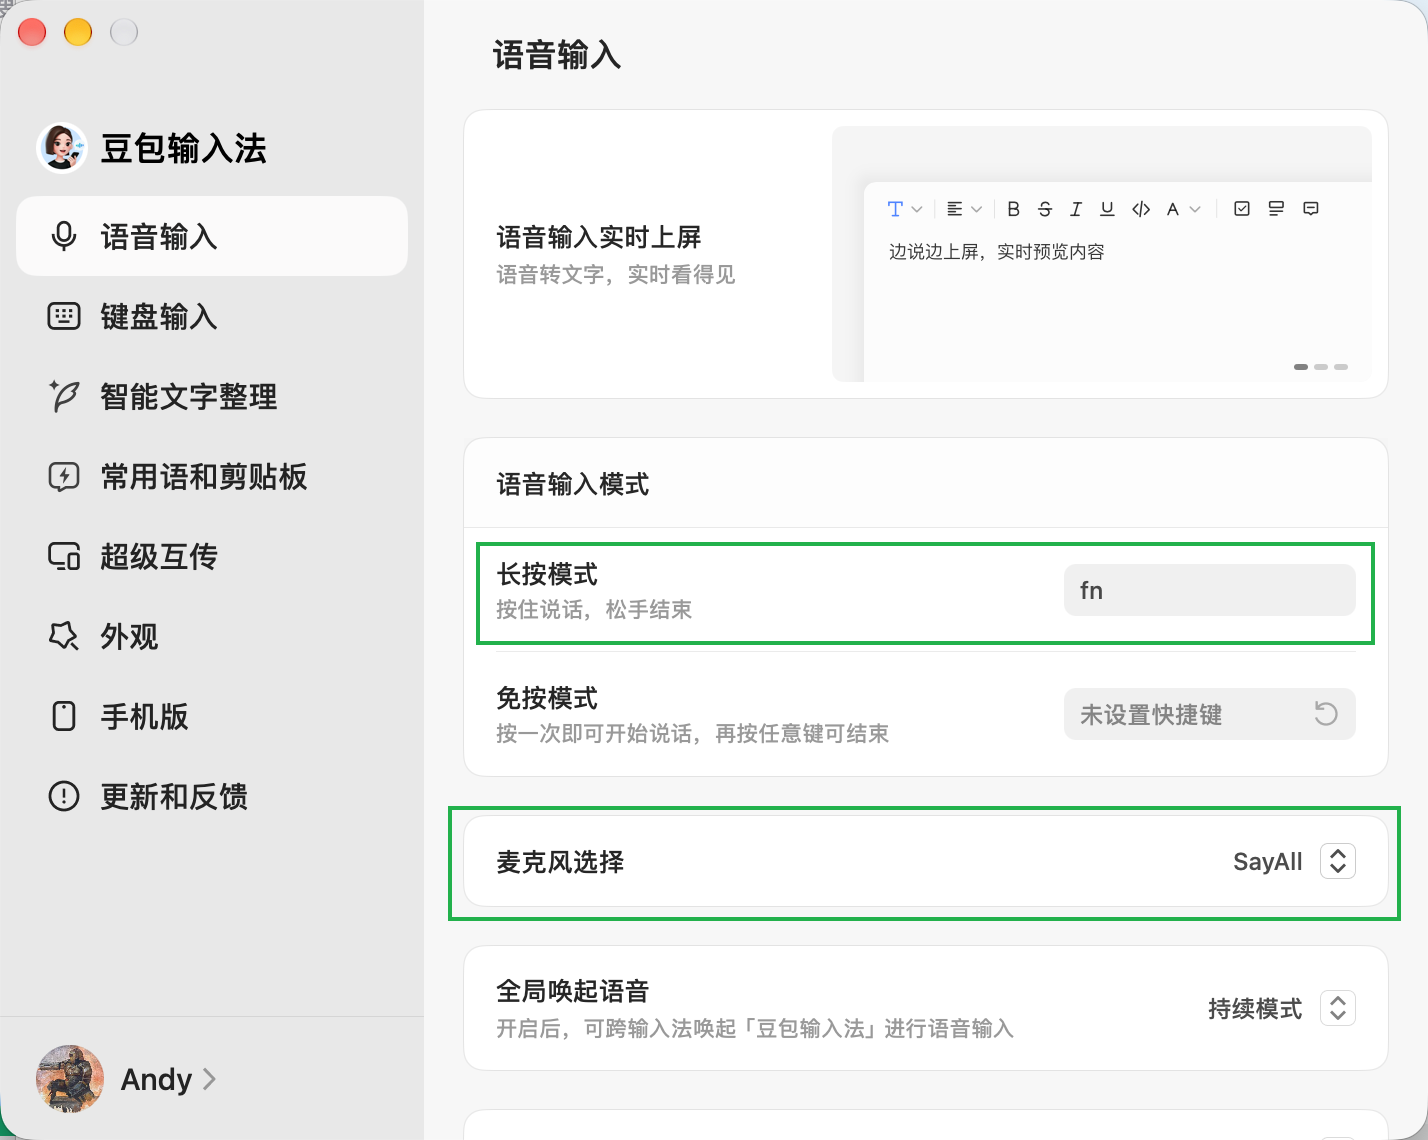 语音输入
豆包输入法
语音输入
键盘输入
智能文字整理
常用语和剪贴板
超级互传
外观
手机版
更新和反馈
Andy
语音输入实时上屏
语音转文字，实时看得见
T B S I U </> A
边说边上屏，实时预览内容
语音输入模式
长按模式
按住说话，松手结束
fn
免按模式
按一次即可开始说话，再按任意键可结束
未设置快捷键
麦克风选择
SayAll
全局唤起语音
开启后，可跨输入法唤起「豆包输入法」进行语音输入
持续模式